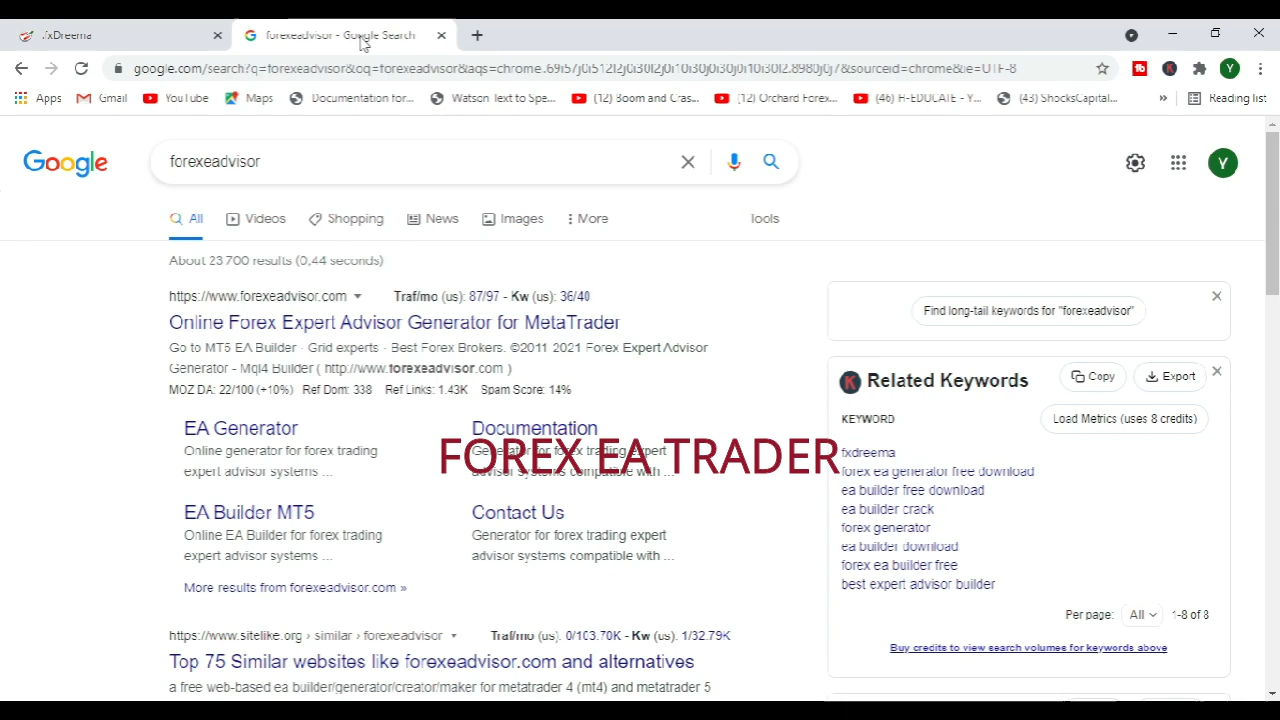 fxDreema
forexeadvisor - Google Search
google.com/search?q=forexeadvisor&oq=forexeadvisor&aqs=chrome..69i57j0i512l2j0i30l2j0i10i30j0i30j0i10i30l2.8980j0j7&sourceid=chrome&ie=UTF-8
Apps Gmail YouTube Maps Documentation for... Watson Text to Spe... (12) Boom and Cras... (12) Orchard Forex... (46) H-EDUCATE - Y... (43) ShocksCapital... » Reading list
Google
forexeadvisor
Y
All Videos Shopping News Images More Tools
About 23 700 results (0,44 seconds)
https://www.forexeadvisor.com Traf/mo (us): 87/97 - Kw (us): 36/40
Online Forex Expert Advisor Generator for MetaTrader
Go to MT5 EA Builder · Grid experts · Best Forex Brokers. ©2011-2021 Forex Expert Advisor
Generator - Mql4 Builder ( http://www.forexeadvisor.com )
MOZ DA: 22/100 (+10%) Ref Dom: 338 Ref Links: 1.43K Spam Score: 14%
EA Generator
Online generator for forex trading
expert advisor systems ...
Documentation
Generator for forex trading expert
advisor systems compatible with ...
FOREX EA TRADER
EA Builder MT5
Online EA Builder for forex trading
expert advisor systems ...
Contact Us
Generator for forex trading expert
advisor systems compatible with ...
More results from forexeadvisor.com »
https://www.sitelike.org › similar › forexeadvisor Traf/mo (us): 0/103.70K - Kw (us): 1/32.79K
Top 75 Similar websites like forexeadvisor.com and alternatives
a free web-based ea builder/generator/creator/maker for metatrader 4 (mt4) and metatrader 5
Find long-tail keywords for "forexeadvisor"
K Related Keywords Copy Export
KEYWORD Load Metrics (uses 8 credits)
fxdreema
forex ea generator free download
ea builder free download
ea builder crack
forex generator
ea builder download
forex ea builder free
best expert advisor builder
Per page: All 1-8 of 8
Buy credits to view search volumes for keywords above